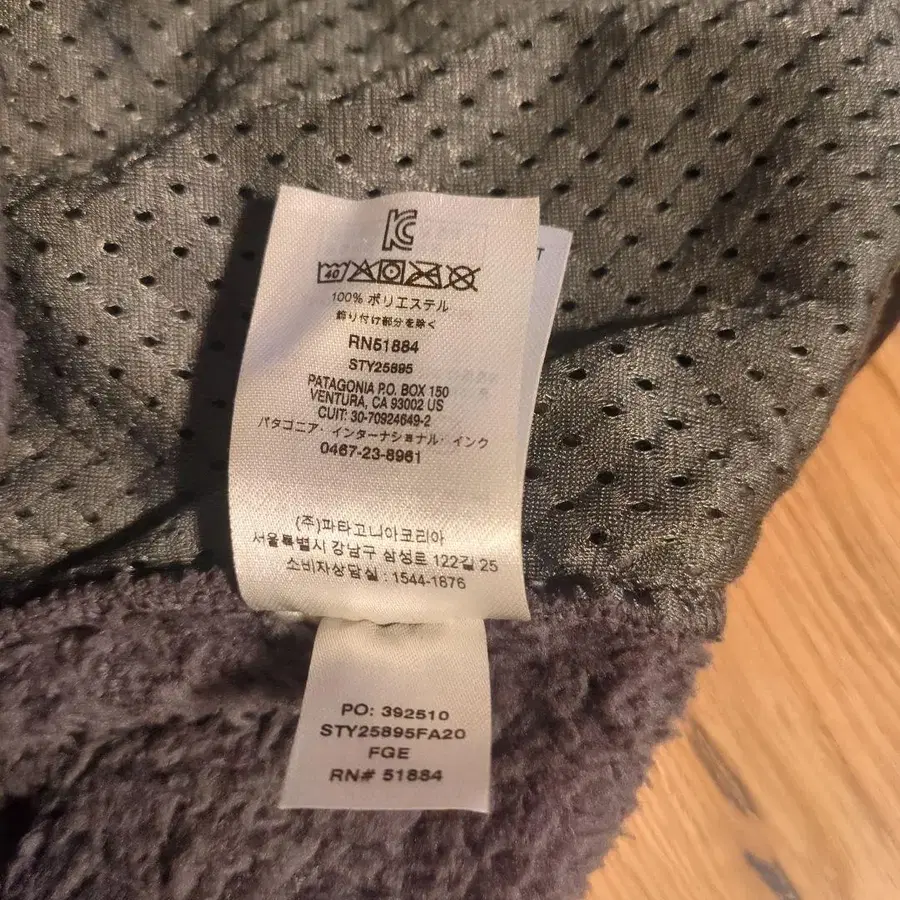 KC
40
100% ポリエステル
飾り付け部分を除く
RN51884
STY25895
PATAGONIA P.O. BOX 150
VENTURA, CA 93002 US
CUIT: 30-70924649-2
パタゴニア・インターナショナル・インク
0467-23-8961
(주)파타고니아코리아
서울특별시 강남구 삼성로 122길 25
소비자상담실 : 1544-1876
T
PO: 392510
STY25895FA20
FGE
RN# 51884